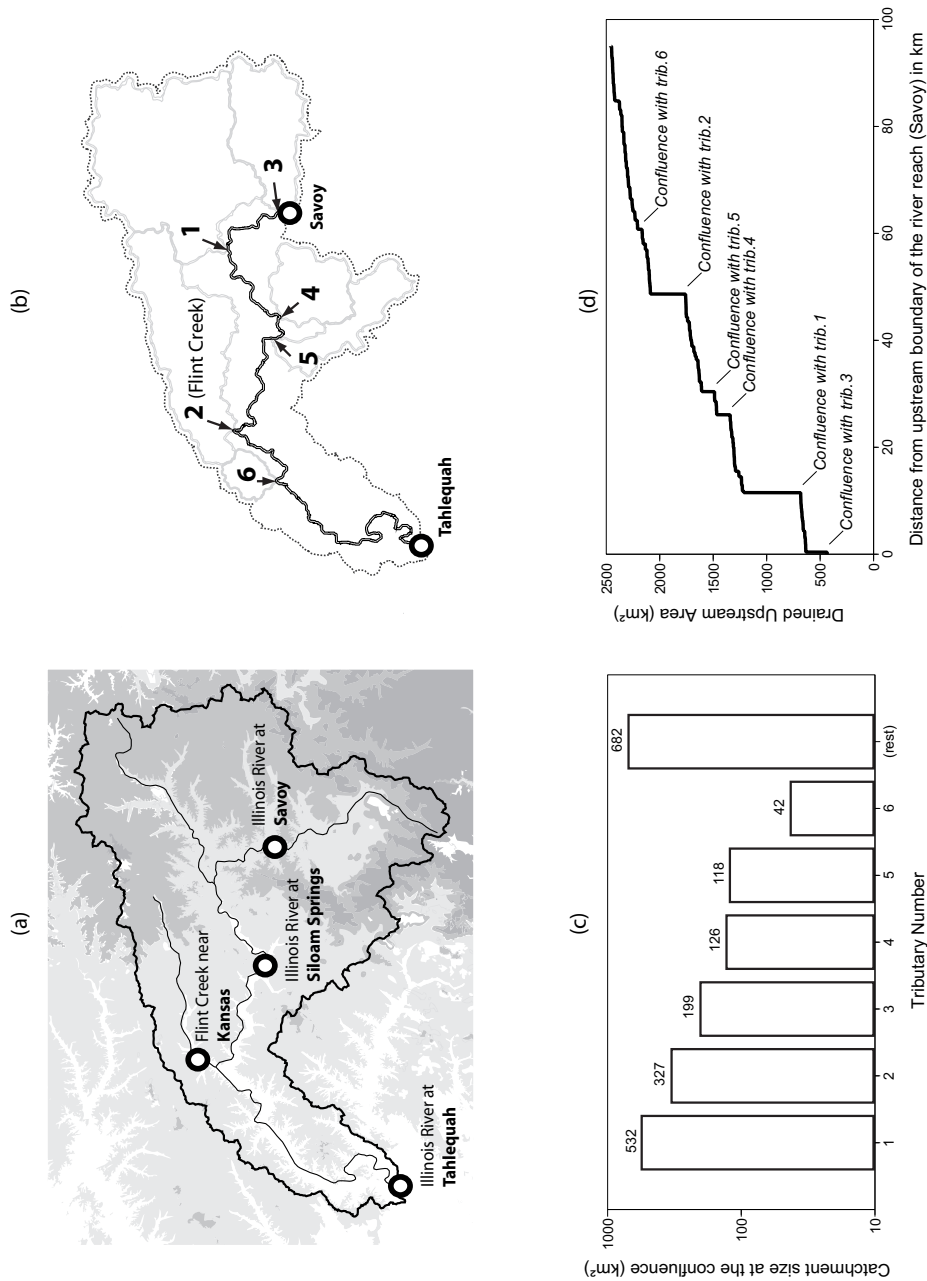 (a)
Flint Creek near
Kansas
Illinois River at
Savoy
Illinois River at
Siloam Springs
Illinois River at
Tahlequah
(b)
1
2 (Flint Creek)
3
Savoy
4
5
6
Tahlequah
(c)
Catchment size at the confluence (km²)
1000
100
10
532
327
199
126
118
42
682
1
2
3
4
5
6
(rest)
Tributary Number
(d)
Drained Upstream Area (km²)
2500
2000
1500
1000
500
0
Confluence with trib.6
Confluence with trib.2
Confluence with trib.5
Confluence with trib.4
Confluence with trib.1
Confluence with trib.3
0
20
40
60
80
100
Distance from upstream boundary of the river reach (Savoy) in km